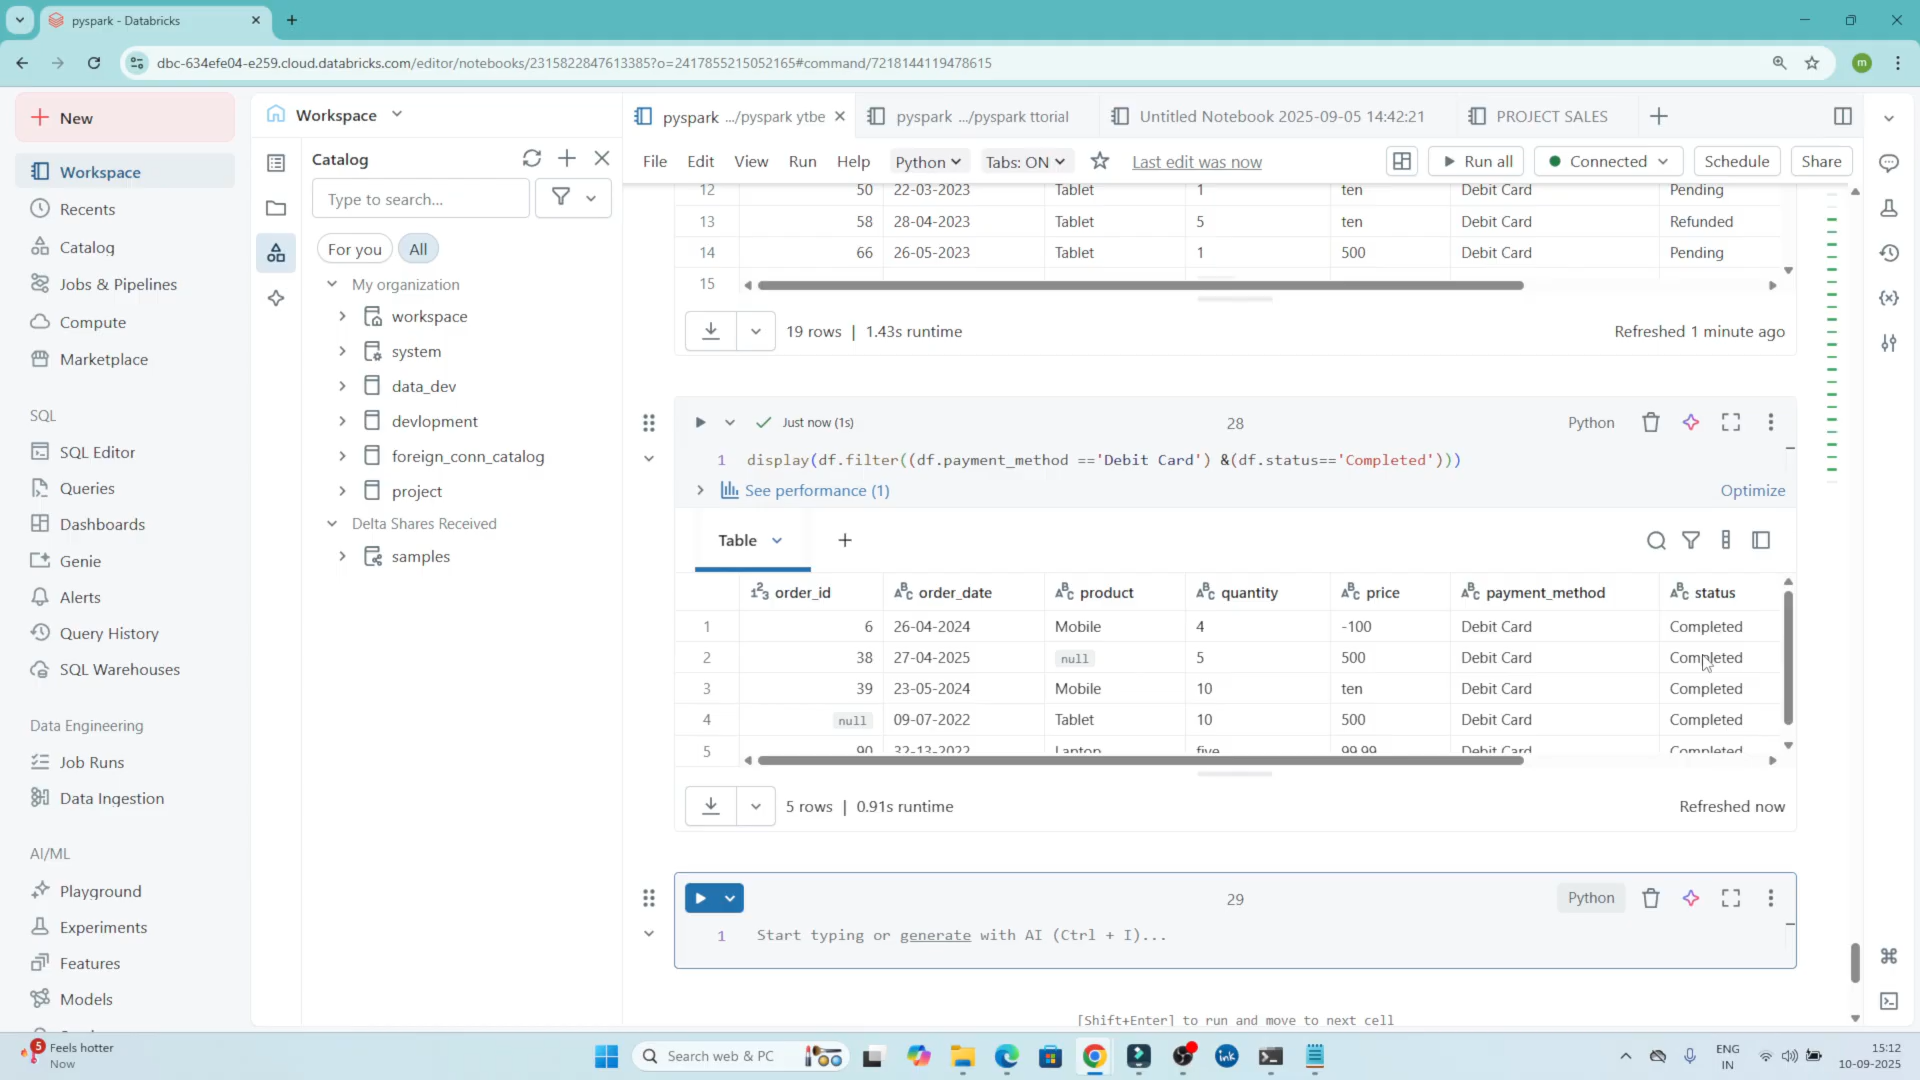 pyspark - Databricks
dbc-634efe04-e259.cloud.databricks.com/editor/notebooks/2315822847613385?o=2417855215052165#command/7218144119478615
m
New
Workspace
Recents
Catalog
Jobs & Pipelines
Compute
Marketplace
SQL
SQL Editor
Queries
Dashboards
Genie
Alerts
Query History
SQL Warehouses
Data Engineering
Job Runs
Data Ingestion
AI/ML
Playground
Experiments
Features
Models
Workspace
Catalog
Type to search...
For you All
My organization
workspace
system
data_dev
devlopment
foreign_conn_catalog
project
Delta Shares Received
samples
pyspark .../pyspark ytbe
pyspark .../pyspark ttorial
Untitled Notebook 2025-09-05 14:42:21
PROJECT SALES
File Edit View Run Help Python Tabs: ON Last edit was now Run all Connected Schedule Share
12 50 22-03-2023 Tablet 1 ten Debit Card Pending
13 58 28-04-2023 Tablet 5 ten Debit Card Refunded
14 66 26-05-2023 Tablet 1 500 Debit Card Pending
15
19 rows | 1.43s runtime Refreshed 1 minute ago
Just now (1s) 28 Python
1 display(df.filter((df.payment_method =='Debit Card') &(df.status=='Completed')))
See performance (1) Optimize
Table
order_id order_date product quantity price payment_method status
1 6 26-04-2024 Mobile 4 -100 Debit Card Completed
2 38 27-04-2025 null 5 500 Debit Card Completed
3 39 23-05-2024 Mobile 10 ten Debit Card Completed
4 null 09-07-2022 Tablet 10 500 Debit Card Completed
5 90 32-13-2022 Laptop five 99.99 Debit Card Completed
5 rows | 0.91s runtime Refreshed now
29 Python
1 Start typing or generate with AI (Ctrl + I)...
[Shift+Enter] to run and move to next cell
5 Feels hotter
Now
Search web & PC
ink
ENG
IN
15:12
10-09-2025